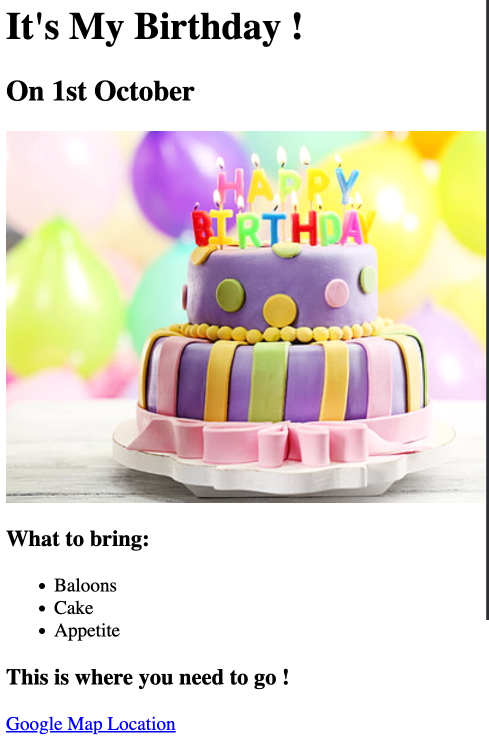 It's My Birthday !
On 1st October
HAPPY
BIRTHDAY
What to bring:
Baloons
Cake
Appetite
This is where you need to go !
Google Map Location